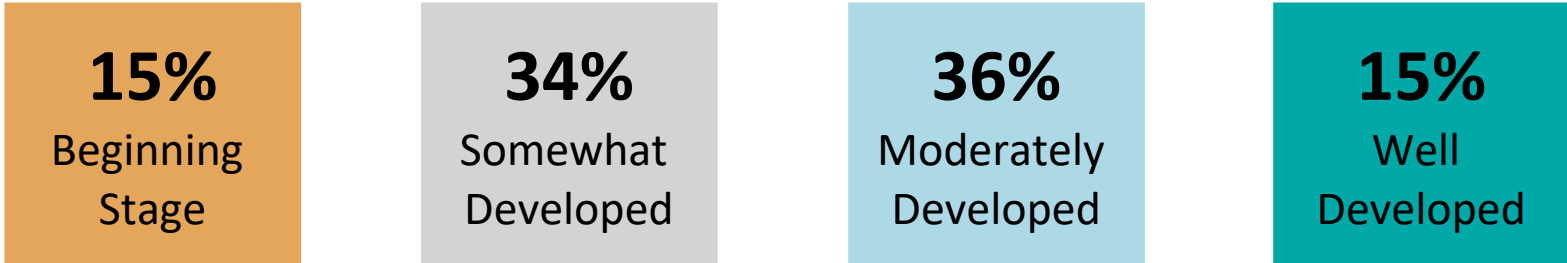 15%
Beginning
Stage
34%
Somewhat
Developed
36%
Moderately
Developed
15%
Well
Developed